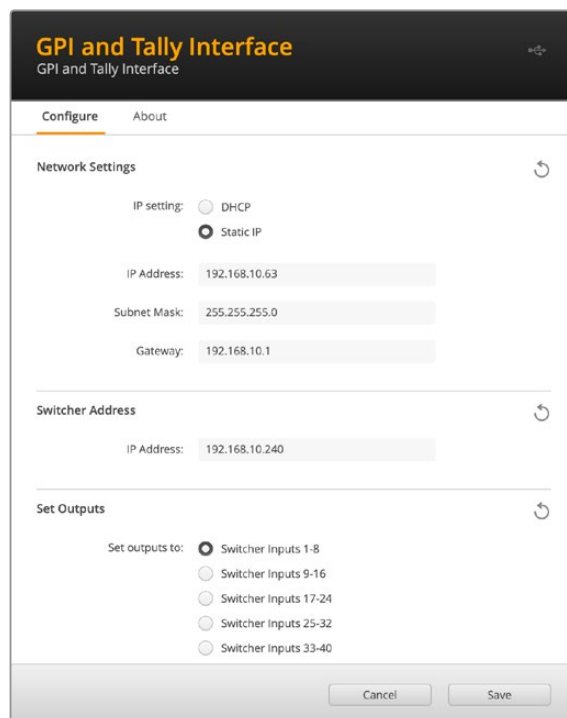 GPI and Tally Interface
GPI and Tally Interface
Configure About
Network Settings
IP setting: DHCP
Static IP
IP Address: 192.168.10.63
Subnet Mask: 255.255.255.0
Gateway: 192.168.10.1
Switcher Address
IP Address: 192.168.10.240
Set Outputs
Set outputs to: Switcher Inputs 1-8
Switcher Inputs 9-16
Switcher Inputs 17-24
Switcher Inputs 25-32
Switcher Inputs 33-40
Cancel Save